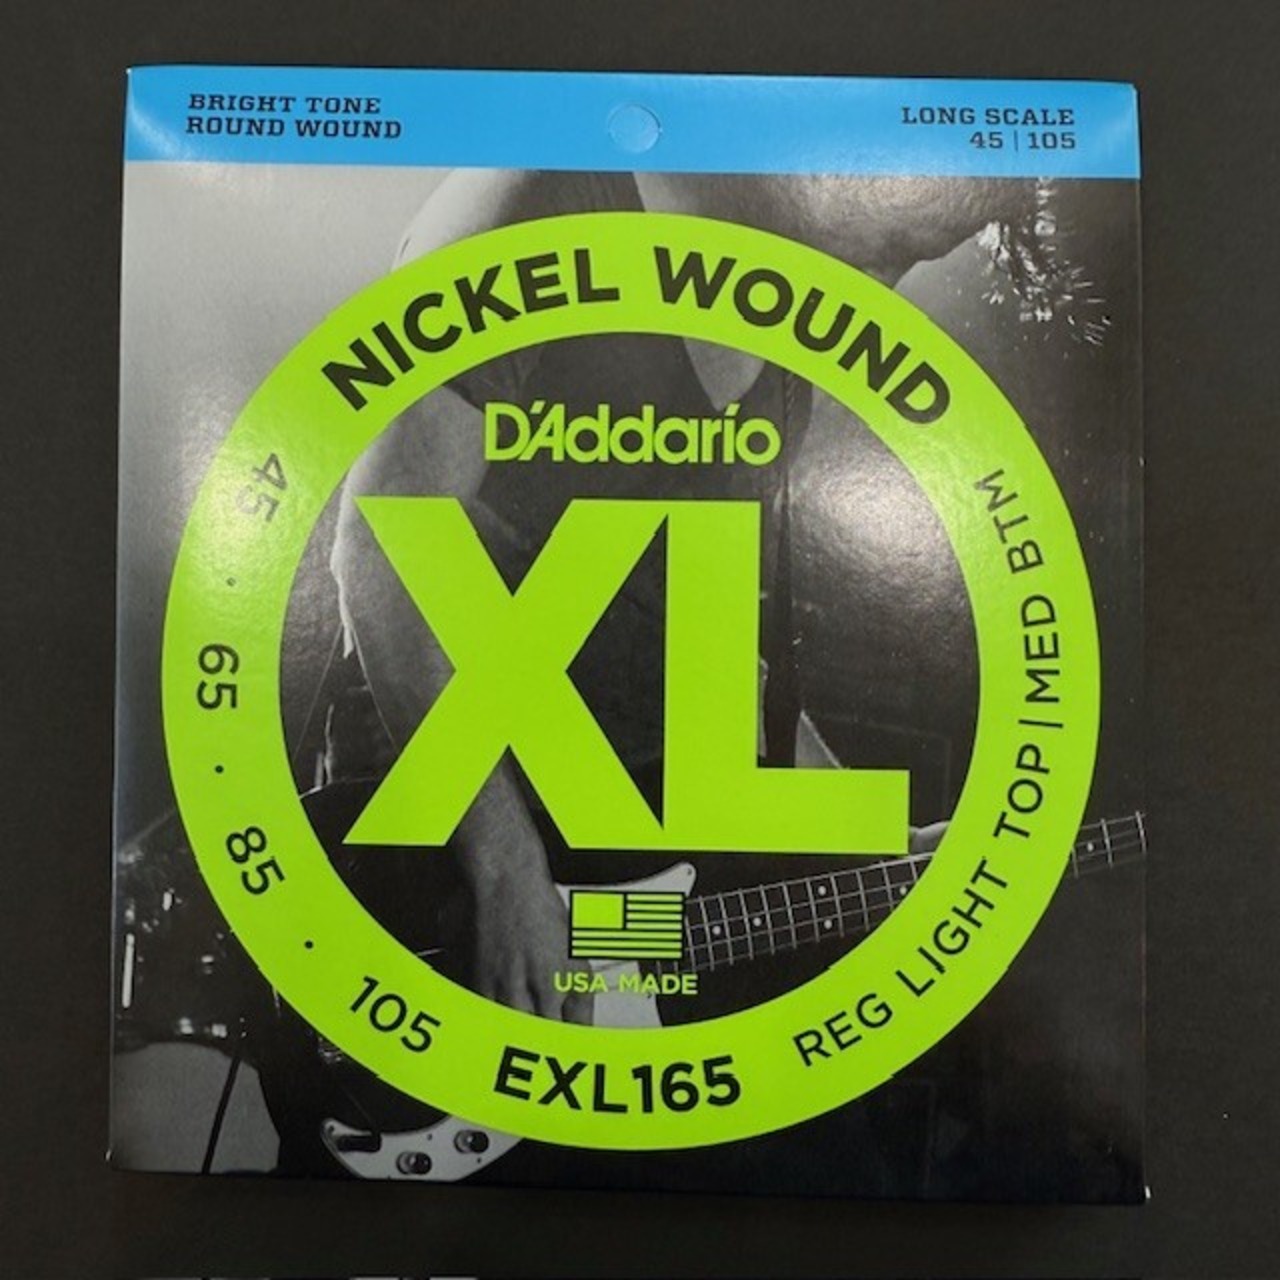 BRIGHT TONE
ROUND WOUND
LONG SCALE
45 | 105
NICKEL WOUND
D'Addario
XL
USA MADE
45 · 65 · 85 · 105
EXL165
REG LIGHT TOP | MED BTM